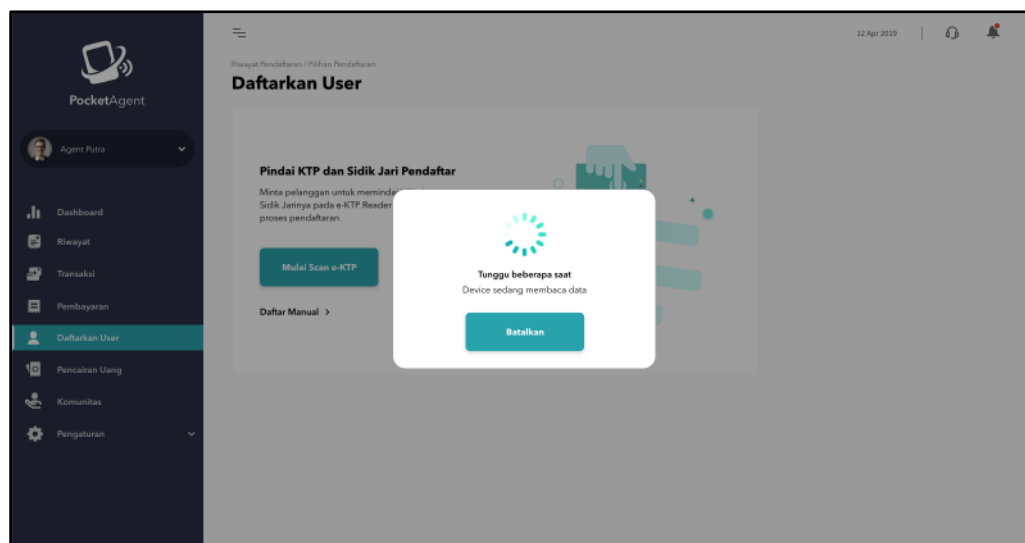 12 Apr 2019
PocketAgent
Agent Putra
Dashboard
Riwayat
Transaksi
Pembayaran
Daftarkan User
Pencairan Uang
Komunitas
Pengaturan
Riwayat Pendaftaran / Pilihan Pendaftaran
Daftarkan User
Pindai KTP dan Sidik Jari Pendaftar
Minta pelanggan untuk
Sidik Jarinya pada e-KTP Reader
proses pendaftaran
Mulai Scan e-KTP
Daftar Manual >
Tunggu beberapa saat
Device sedang membaca data
Batalkan